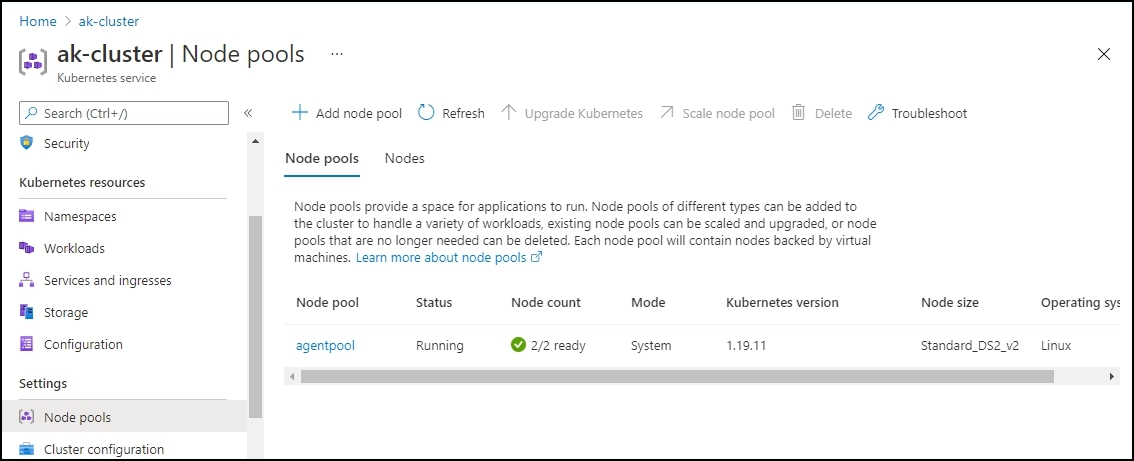 Home > ak-cluster
ak-cluster | Node pools ...
Kubernetes service
Search (Ctrl+/)
«
Add node pool Refresh Upgrade Kubernetes Scale node pool Delete Troubleshoot
Security
Kubernetes resources
Namespaces
Workloads
Services and ingresses
Storage
Configuration
Settings
Node pools
Cluster configuration
Node pools Nodes
Node pools provide a space for applications to run. Node pools of different types can be added to
the cluster to handle a variety of workloads, existing node pools can be scaled and upgraded, or node
pools that are no longer needed can be deleted. Each node pool will contain nodes backed by virtual
machines. Learn more about node pools
Node pool Status Node count Mode Kubernetes version Node size Operating sys
agentpool Running 2/2 ready System 1.19.11 Standard_DS2_v2 Linux